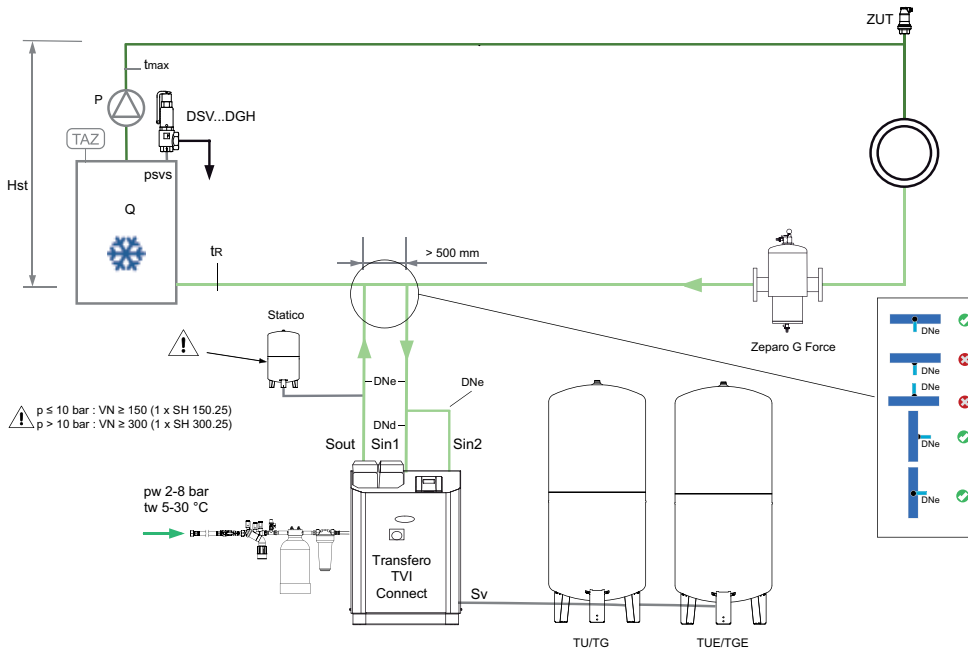 ZUT
tmax
P
DSV...DGH
TAZ
psvs
Hst
Q
tR
> 500 mm
Statico
Zeparo G Force
DNe
DNe
DNe
DNe
DNe
!
DNe
DNe
DNd
! p ≤ 10 bar : VN ≥ 150 (1 x SH 150.25)
p > 10 bar : VN ≥ 300 (1 x SH 300.25)
Sout
Sin1
Sin2
pw 2-8 bar
tw 5-30 °C
Transfero
TVI
Connect
Sv
TU/TG
TUE/TGE